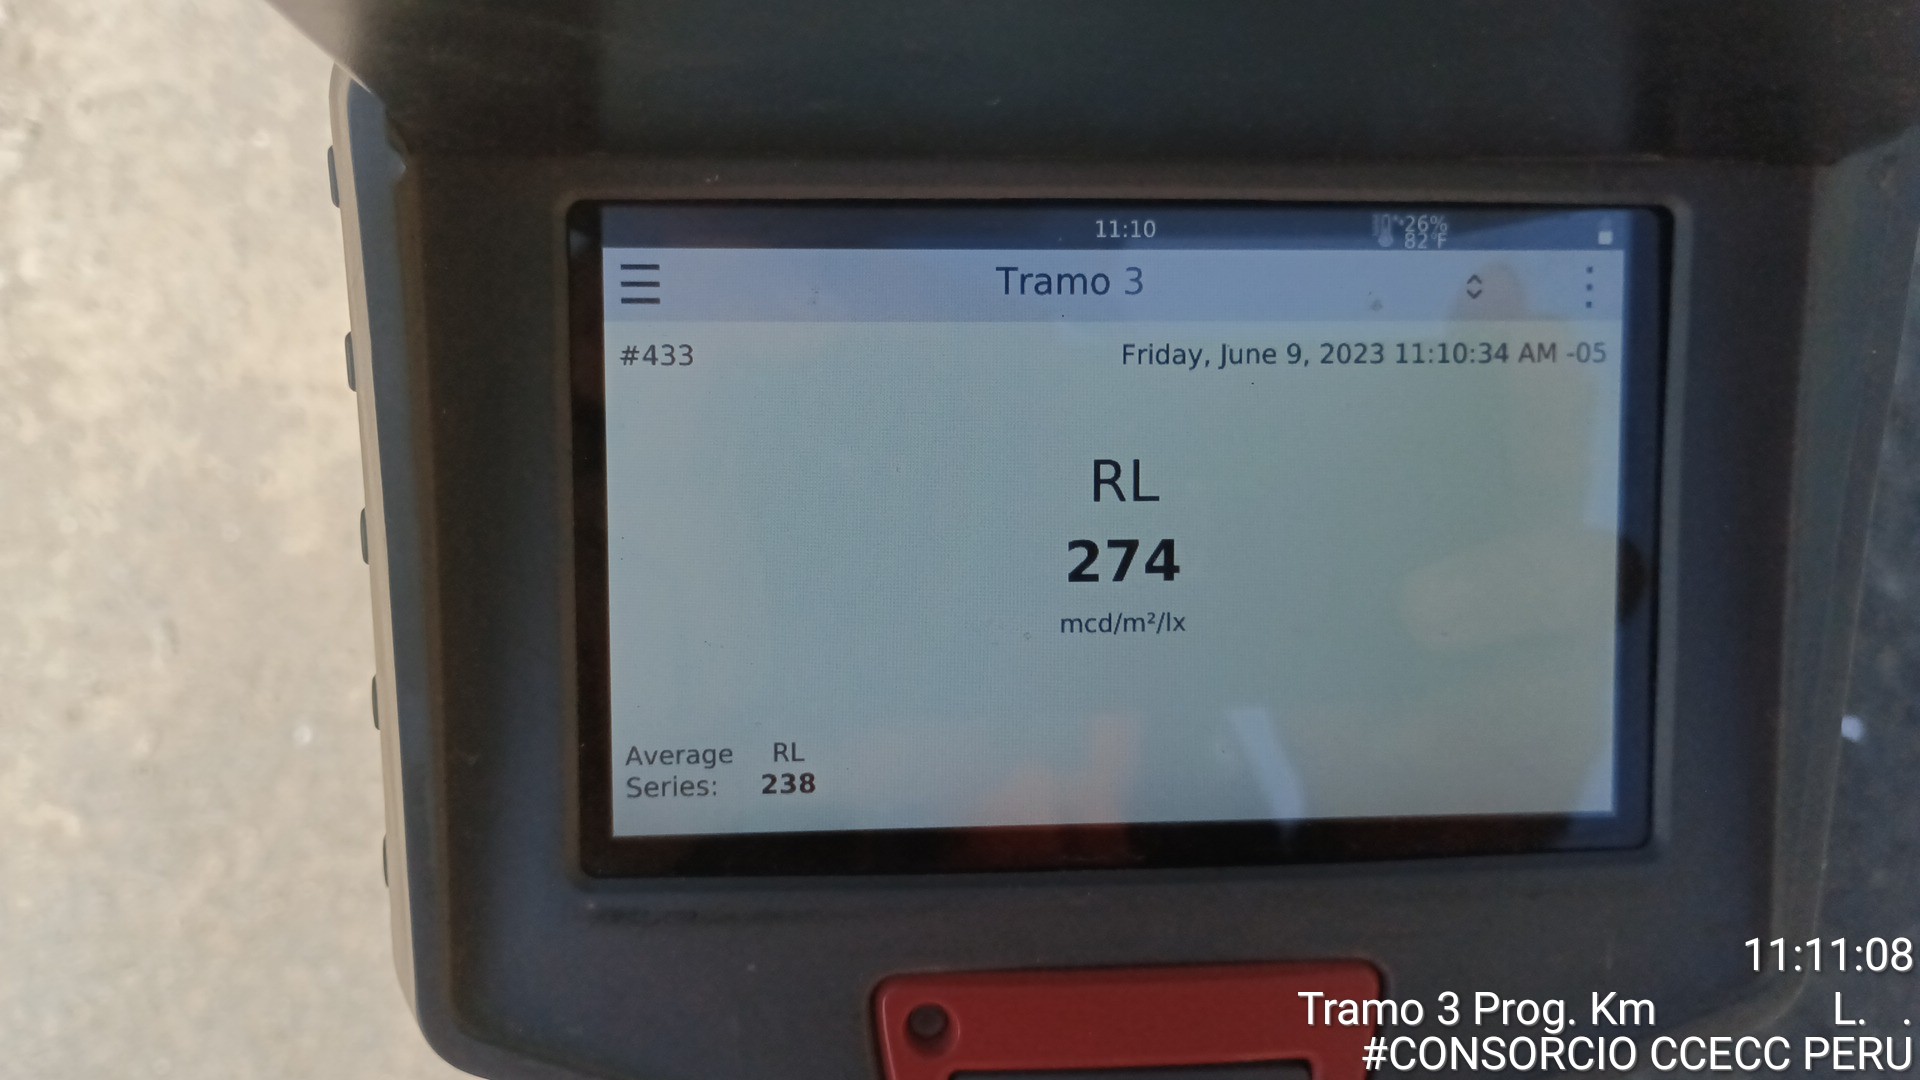 11:10
26%
82°F
Tramo 3
#433
Friday, June 9, 2023 11:10:34 AM -05
RL
274
mcd/m²/lx
Average RL
Series: 238
11:11:08
Tramo 3 Prog. Km L. .
#CONSORCIO CCECC PERU